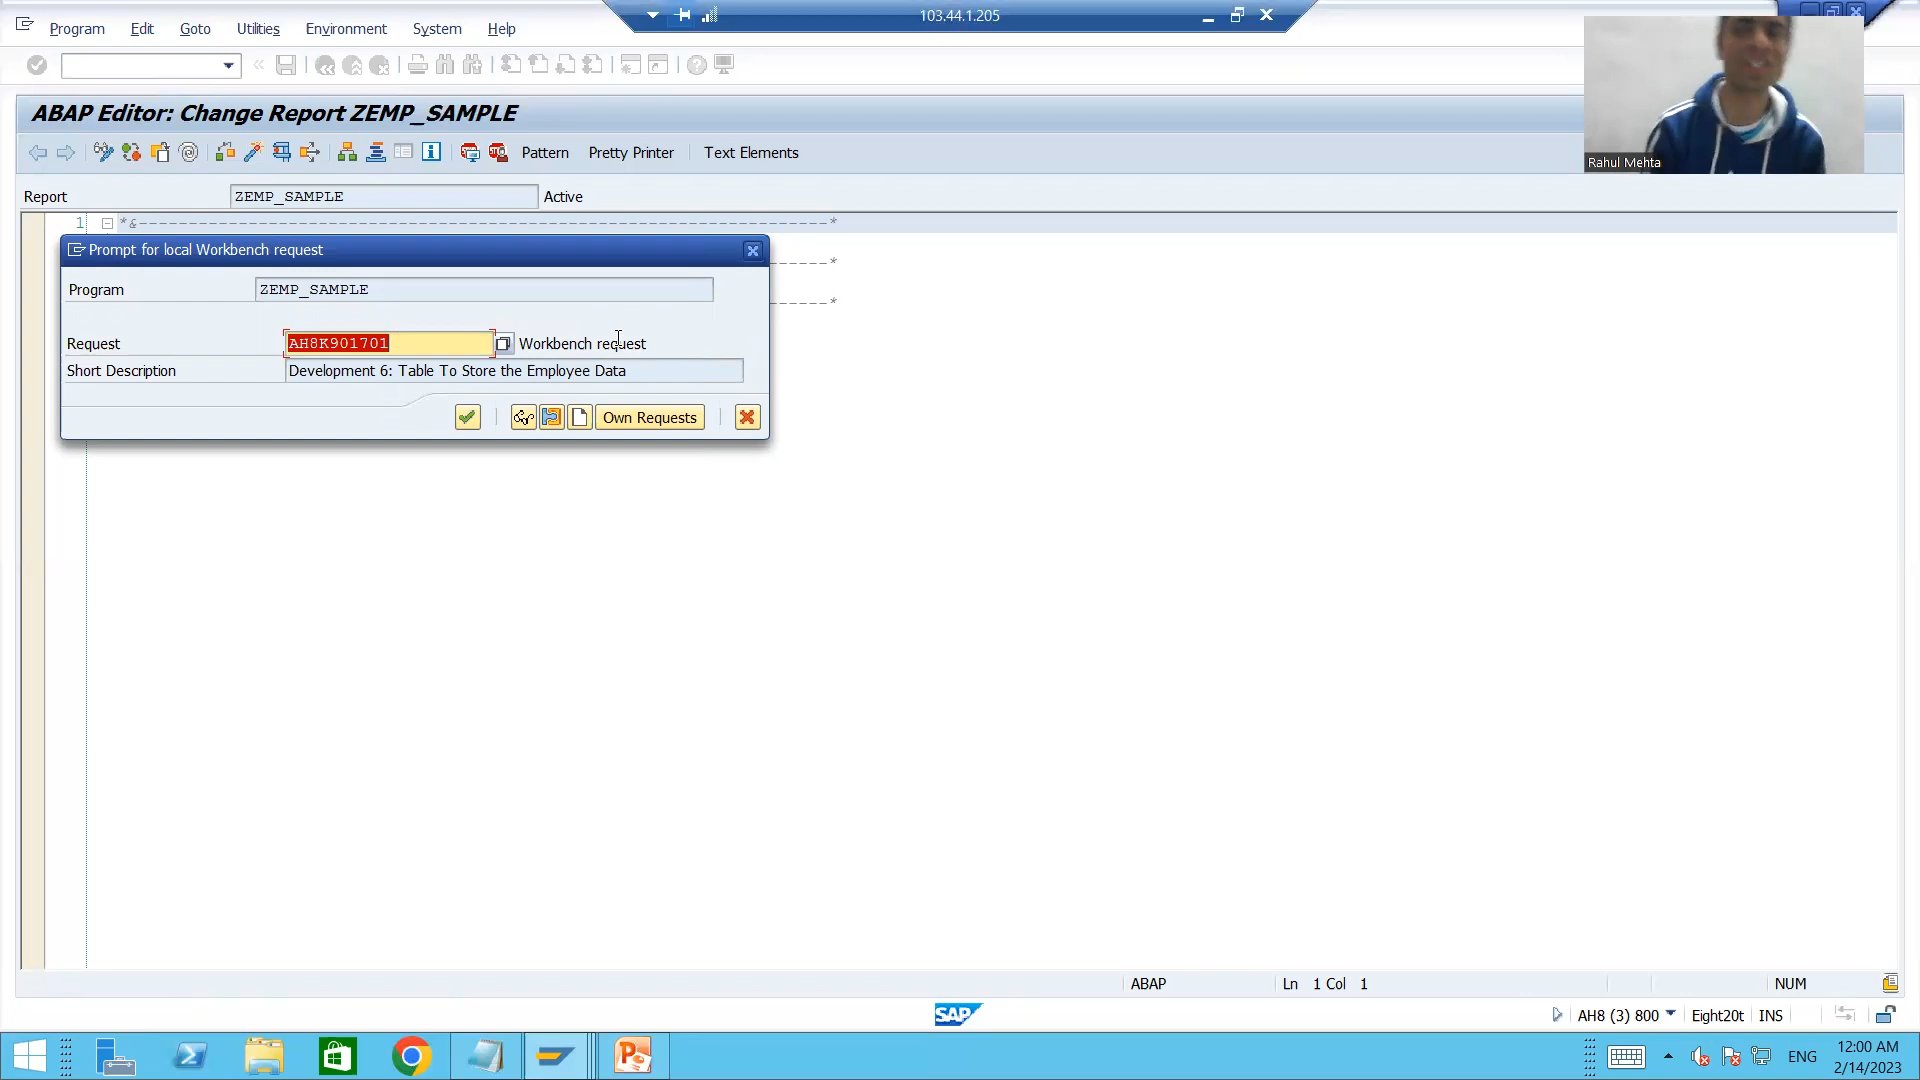 103.44.1.205
Program Edit Goto Utilities Environment System Help
ABAP Editor: Change Report ZEMP_SAMPLE
Pattern Pretty Printer Text Elements
Rahul Mehta
Report ZEMP_SAMPLE Active
1 *&---------------------------------------------------------------------*
Prompt for local Workbench request
Program ZEMP_SAMPLE
Request AH8K901701 Workbench request
Short Description Development 6: Table To Store the Employee Data
Own Requests
ABAP Ln 1 Col 1 NUM
SAP AH8 (3) 800 Eight20t INS
ENG 12:00 AM
2/14/2023